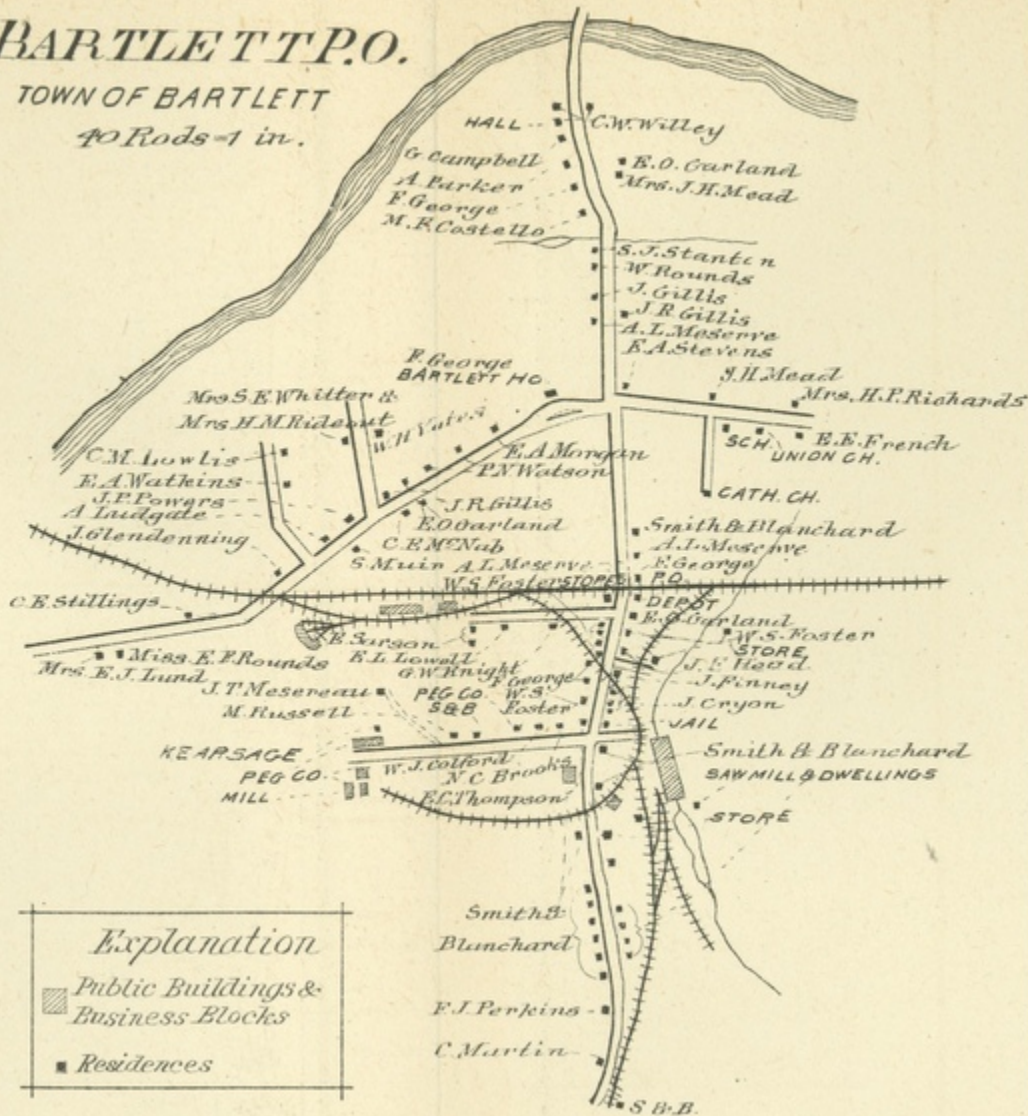 BARTLETT P.O.
TOWN OF BARTLETT
40 Rods = 1 in.
HALL
C.W. Willey
G. Campbell
A. Parker
F. George
M. F. Costello
E. O. Garland
Mrs. J. H. Mead
S. J. Stanton
W. Rounds
J. Gillis
J. R. Gillis
A. L. Meserve
E. A. Stevens
F. George
BARTLETT HO.
J. H. Mead
Mrs. H. P. Richards
Mrs S. E. Whitter &
Mrs. H. M. Rideout
W. H. Yates
SCH.
UNION CH.
E. E. French
CATH. CH.
C. M. Lowlis
E. A. Watkins
J. P. Powers
A Ludgate
J. Glendenning
E. A Morgan
P. N. Watson
J. R. Gillis
E. O. Garland
C. E. McNab
S. Muir
A. L. Meserve
W. S. Foster
STORES
Smith & Blanchard
A. L. Meserve
F. George
P.O.
DEPOT
E. O. Garland
W. S. Foster
STORE
J. Finney
J. Cryon
JAIL
C. E. Stillings
Miss. E. F. Rounds
Mrs. E. J. Lund
E. Sarson
E. L. Lowell
G. W. Knight
F George
W. S.
Foster
PEG CO.
S & B
J. T. Mesereau
M. Russell
KEARSAGE
PEG CO.
MILL
W. J. Colford
N. C. Brooks
E. L. Thompson
Smith & Blanchard
SAW MILL & DWELLINGS
STORE
Smith &
Blanchard
F. J. Perkins
C. Martin
S. & B.
Explanation
Public Buildings &
Business Blocks
Residences